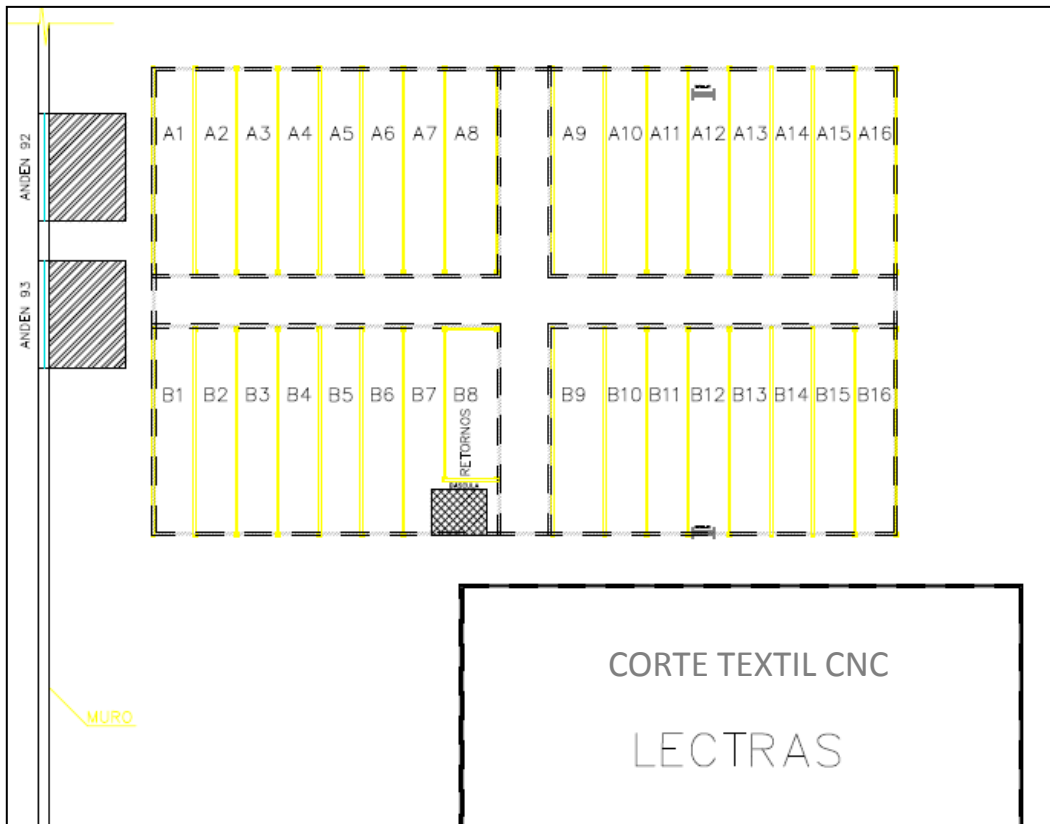 ANDEN 92
A1 A2 A3 A4 A5 A6 A7 A8 A9 A10 A11 A12 A13 A14 A15 A16
ANDEN 93
B1 B2 B3 B4 B5 B6 B7 B8 B9 B10 B11 B12 B13 B14 B15 B16
RETORNOS
BASCULA
CORTE TEXTIL CNC
MURO
LECTRAS